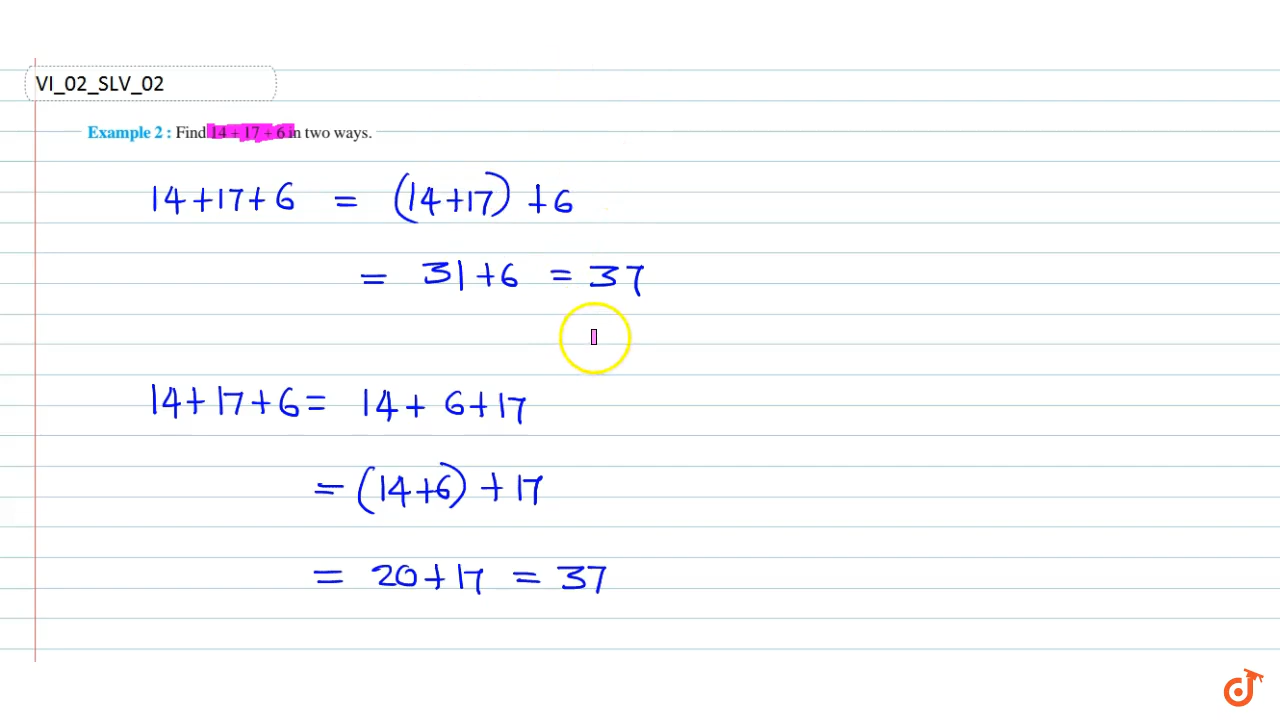 VI_02_SLV_02
Example 2 : Find 14 + 17 + 6 in two ways.
14+17+6 = (14+17) +6
= 31+6 = 37
14+17+6= 14+ 6+17
= (14+6) + 17
= 20+17 = 37